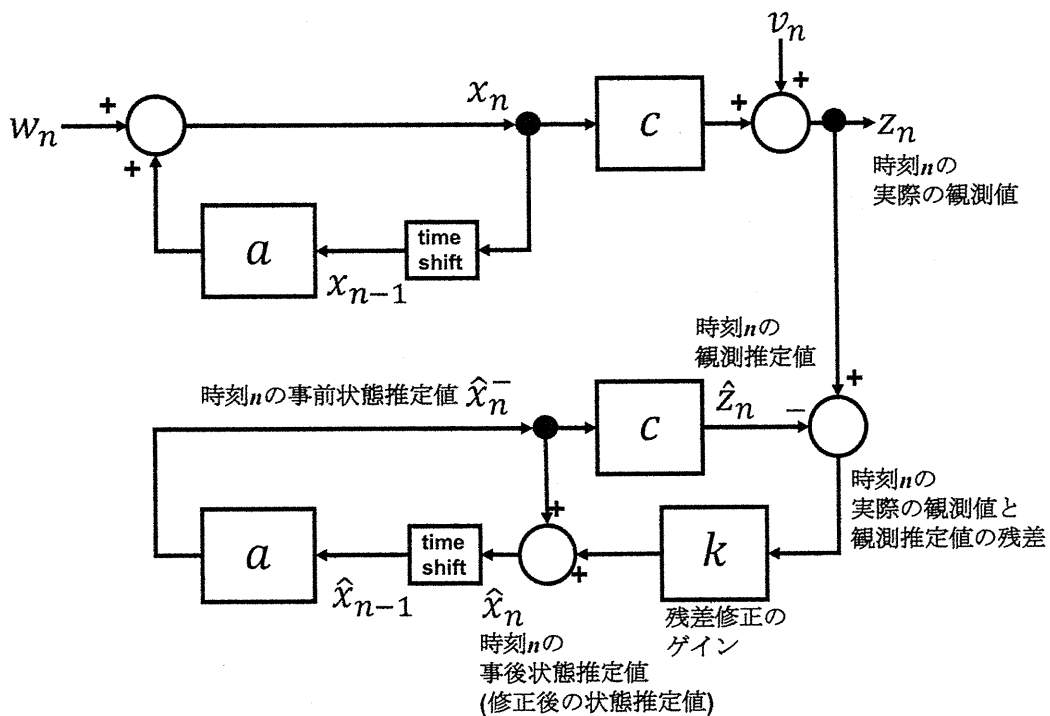 v_n
+
+
x_n
+
w_n
c
z_n
+
時刻nの
実際の観測値
a
time
shift
x_{n-1}
時刻nの
観測推定値
+
時刻nの事前状態推定値 x̂_n^-
c
ẑ_n
−
時刻nの
実際の観測値と
観測推定値の残差
+
a
time
shift
+
k
x̂_{n-1}
x̂_n
残差修正の
ゲイン
時刻nの
事後状態推定値
(修正後の状態推定値)